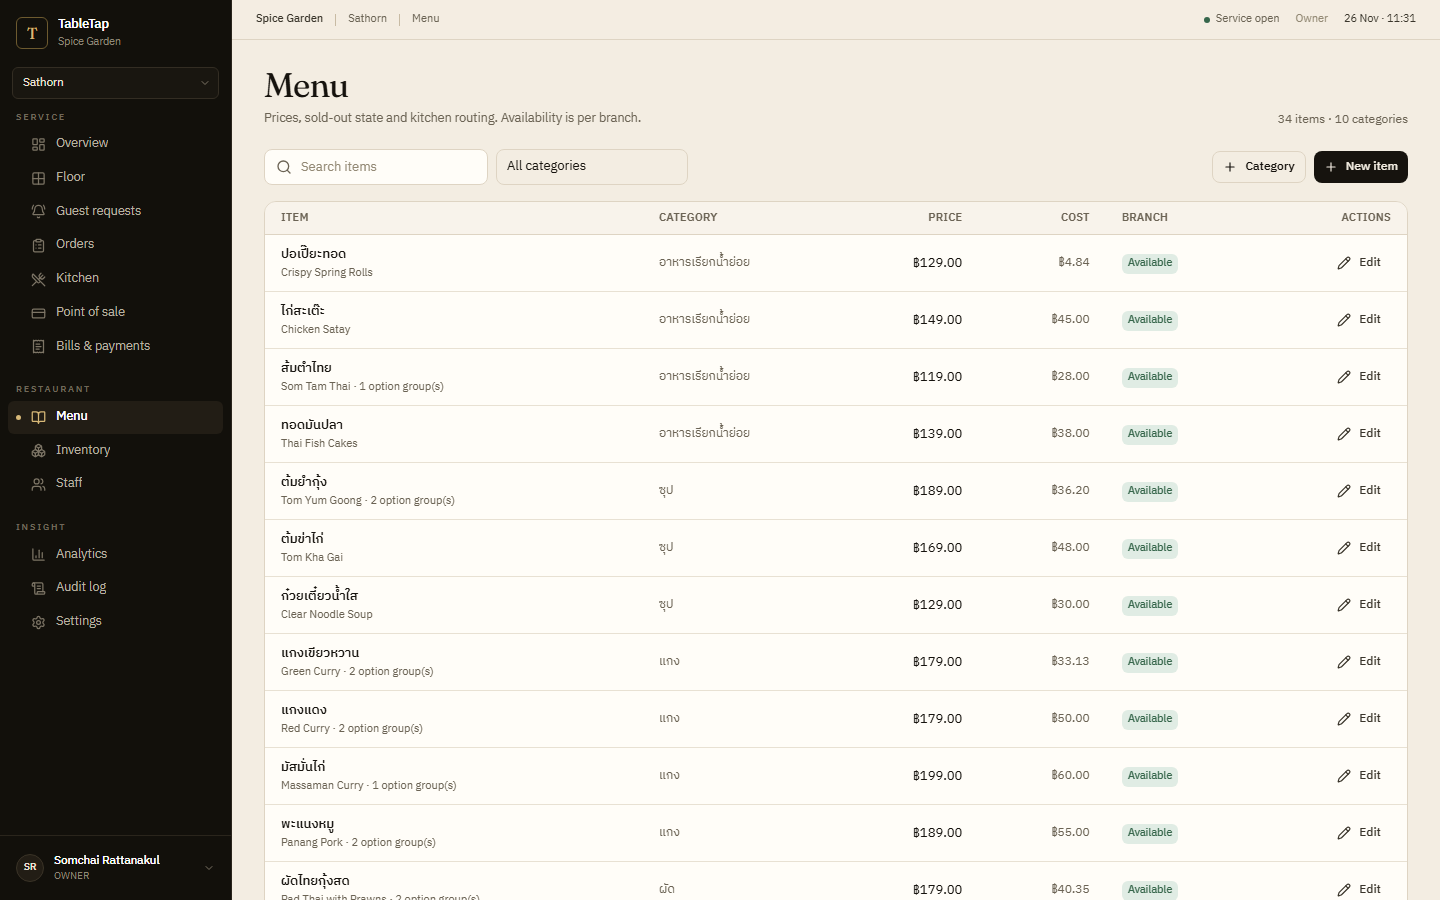 T
TableTap
Spice Garden
Sathorn
SERVICE
Overview
Floor
Guest requests
Orders
Kitchen
Point of sale
Bills & payments
RESTAURANT
Menu
Inventory
Staff
INSIGHT
Analytics
Audit log
Settings
SR
Somchai Rattanakul
OWNER
Spice Garden | Sathorn | Menu
Service open Owner 26 Nov · 11:31
Menu
Prices, sold-out state and kitchen routing. Availability is per branch.
34 items · 10 categories
Search items
All categories
Category
New item
ITEM CATEGORY PRICE COST BRANCH ACTIONS
ปอเปี๊ยะทอด
Crispy Spring Rolls
อาหารเรียกน้ำย่อย ฿129.00 ฿4.84 Available Edit
ไก่สะเต๊ะ
Chicken Satay
อาหารเรียกน้ำย่อย ฿149.00 ฿45.00 Available Edit
ส้มตำไทย
Som Tam Thai · 1 option group(s)
อาหารเรียกน้ำย่อย ฿119.00 ฿28.00 Available Edit
ทอดมันปลา
Thai Fish Cakes
อาหารเรียกน้ำย่อย ฿139.00 ฿38.00 Available Edit
ต้มยำกุ้ง
Tom Yum Goong · 2 option group(s)
ซุป ฿189.00 ฿36.20 Available Edit
ต้มข่าไก่
Tom Kha Gai
ซุป ฿169.00 ฿48.00 Available Edit
ก๋วยเตี๋ยวน้ำใส
Clear Noodle Soup
ซุป ฿129.00 ฿30.00 Available Edit
แกงเขียวหวาน
Green Curry · 2 option group(s)
แกง ฿179.00 ฿33.13 Available Edit
แกงแดง
Red Curry · 2 option group(s)
แกง ฿179.00 ฿50.00 Available Edit
มัสมั่นไก่
Massaman Curry · 1 option group(s)
แกง ฿199.00 ฿60.00 Available Edit
พะแนงหมู
Panang Pork · 2 option group(s)
แกง ฿189.00 ฿55.00 Available Edit
ผัดไทยกุ้งสด
Pad Thai with Prawns · 2 option group(s)
ผัด ฿179.00 ฿40.35 Available Edit